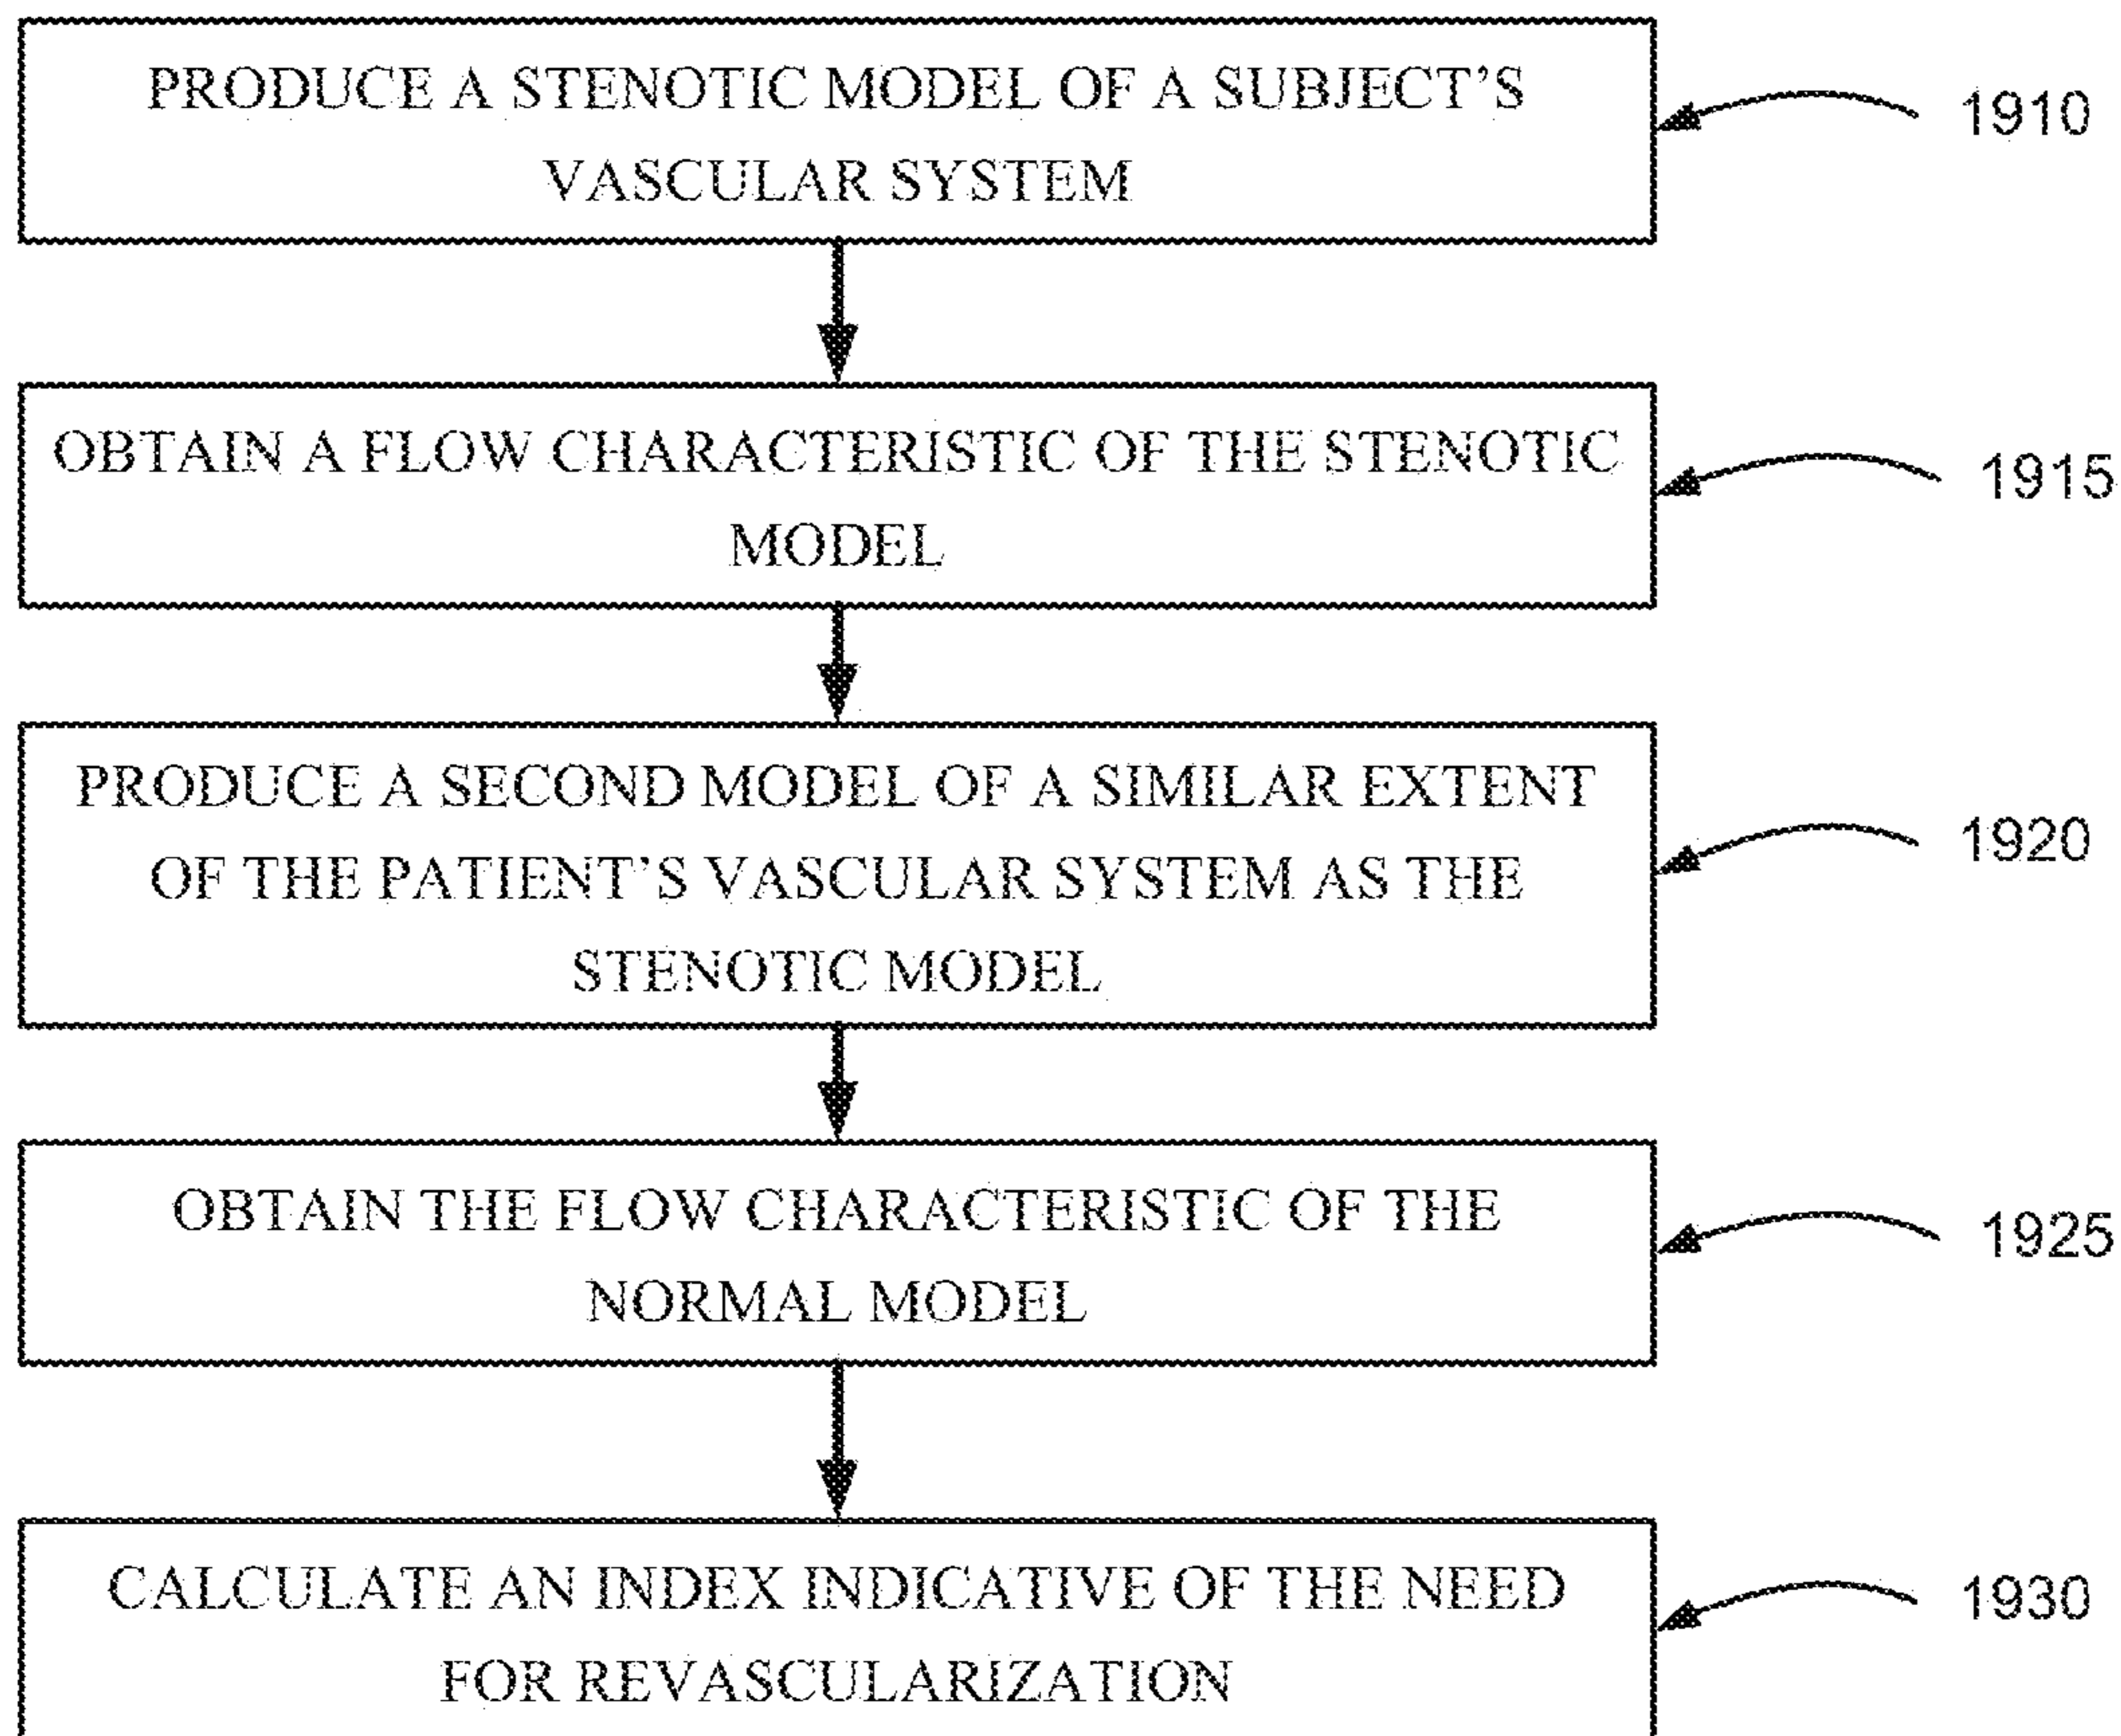 PRODUCE A STENOTIC MODEL OF A SUBJECT'S
VASCULAR SYSTEM
1910
OBTAIN A FLOW CHARACTERISTIC OF THE STENOTIC
MODEL
1915
PRODUCE A SECOND MODEL OF A SIMILAR EXTENT
OF THE PATIENT'S VASCULAR SYSTEM AS THE
STENOTIC MODEL
1920
OBTAIN THE FLOW CHARACTERISTIC OF THE
NORMAL MODEL
1925
CALCULATE AN INDEX INDICATIVE OF THE NEED
FOR REVASCULARIZATION
1930